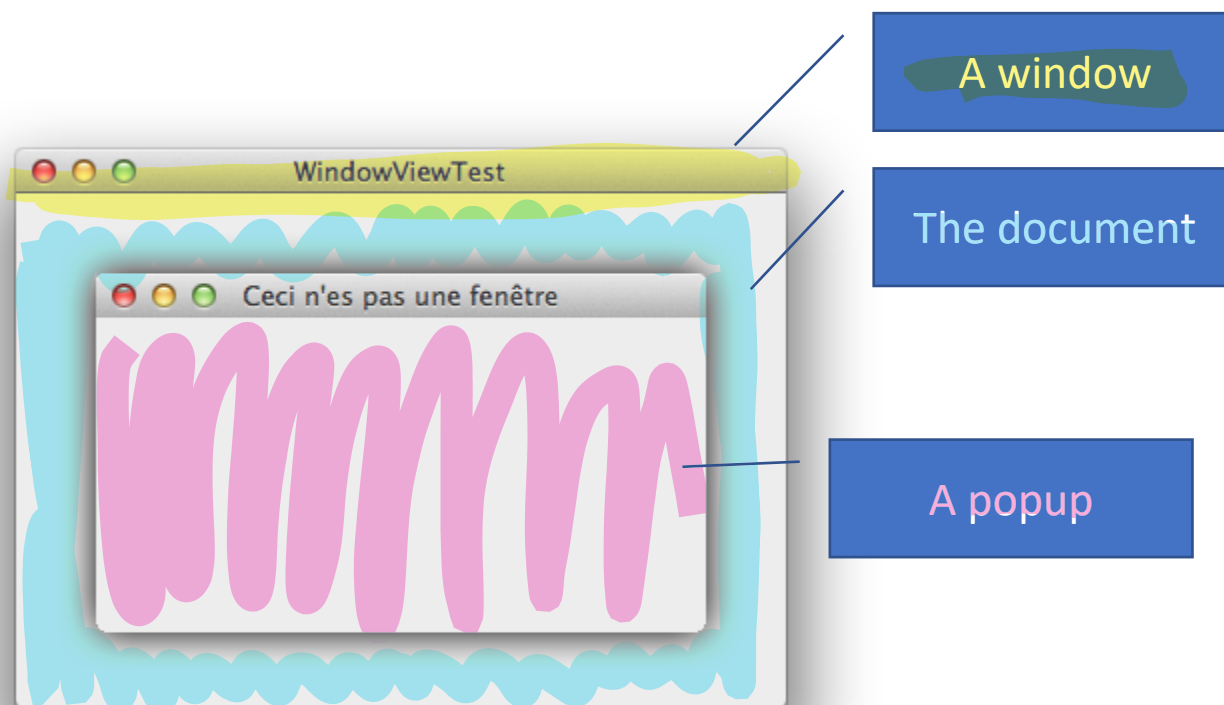 A window
WindowViewTest
The document
Ceci n'es pas une fenêtre
A popup